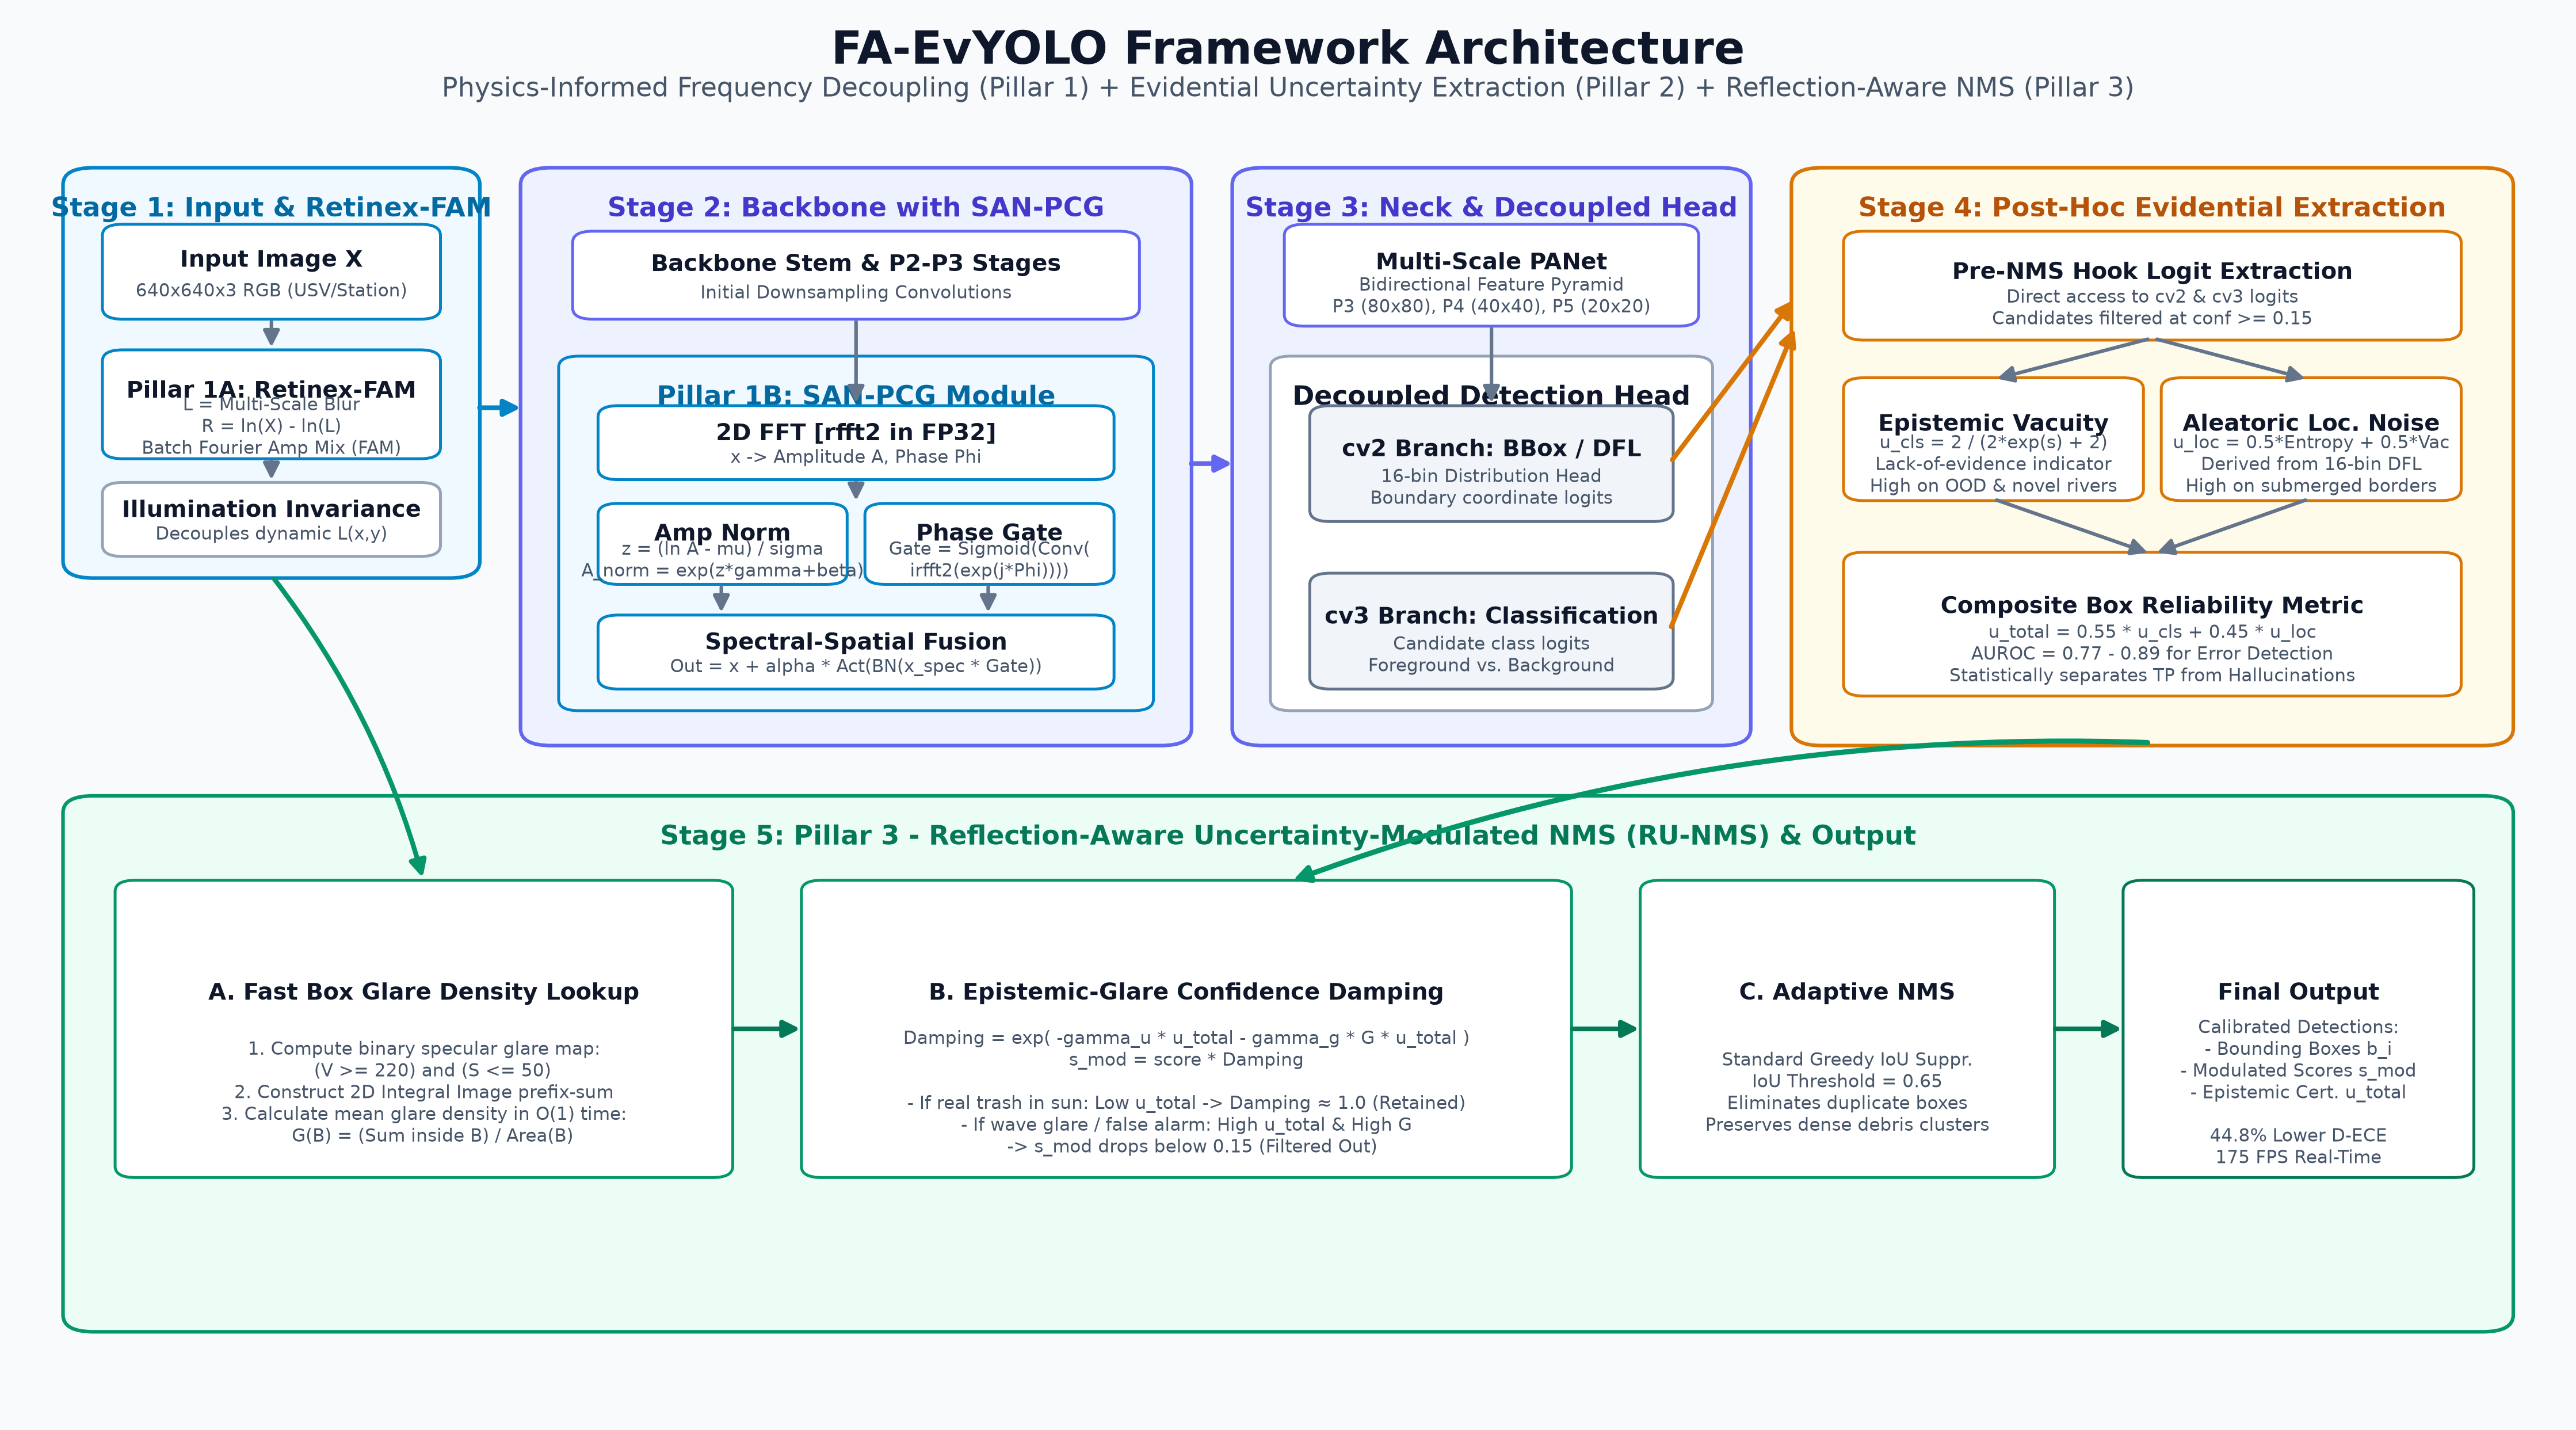 FA-EvYOLO Framework Architecture
Physics-Informed Frequency Decoupling (Pillar 1) + Evidential Uncertainty Extraction (Pillar 2) + Reflection-Aware NMS (Pillar 3)
Stage 1: Input & Retinex-FAM
Input Image X
640x640x3 RGB (USV/Station)
Pillar 1A: Retinex-FAM
L = Multi-Scale Blur
R = ln(X) - ln(L)
Batch Fourier Amp Mix (FAM)
Illumination Invariance
Decouples dynamic L(x,y)
Stage 2: Backbone with SAN-PCG
Backbone Stem & P2-P3 Stages
Initial Downsampling Convolutions
Pillar 1B: SAN-PCG Module
2D FFT [rfft2 in FP32]
x -> Amplitude A, Phase Phi
Amp Norm
z = (ln A - mu) / sigma
A_norm = exp(z*gamma+beta)
Phase Gate
Gate = Sigmoid(Conv(
irfft2(exp(j*Phi))))
Spectral-Spatial Fusion
Out = x + alpha * Act(BN(x_spec * Gate))
Stage 3: Neck & Decoupled Head
Multi-Scale PANet
Bidirectional Feature Pyramid
P3 (80x80), P4 (40x40), P5 (20x20)
Decoupled Detection Head
cv2 Branch: BBox / DFL
16-bin Distribution Head
Boundary coordinate logits
cv3 Branch: Classification
Candidate class logits
Foreground vs. Background
Stage 4: Post-Hoc Evidential Extraction
Pre-NMS Hook Logit Extraction
Direct access to cv2 & cv3 logits
Candidates filtered at conf >= 0.15
Epistemic Vacuity
u_cls = 2 / (2*exp(s) + 2)
Lack-of-evidence indicator
High on OOD & novel rivers
Aleatoric Loc. Noise
u_loc = 0.5*Entropy + 0.5*Vac
Derived from 16-bin DFL
High on submerged borders
Composite Box Reliability Metric
u_total = 0.55 * u_cls + 0.45 * u_loc
AUROC = 0.77 - 0.89 for Error Detection
Statistically separates TP from Hallucinations
Stage 5: Pillar 3 - Reflection-Aware Uncertainty-Modulated NMS (RU-NMS) & Output
A. Fast Box Glare Density Lookup
1. Compute binary specular glare map:
(V >= 220) and (S <= 50)
2. Construct 2D Integral Image prefix-sum
3. Calculate mean glare density in O(1) time:
G(B) = (Sum inside B) / Area(B)
B. Epistemic-Glare Confidence Damping
Damping = exp( -gamma_u * u_total - gamma_g * G * u_total )
s_mod = score * Damping
- If real trash in sun: Low u_total -> Damping ≈ 1.0 (Retained)
- If wave glare / false alarm: High u_total & High G
-> s_mod drops below 0.15 (Filtered Out)
C. Adaptive NMS
Standard Greedy IoU Suppr.
IoU Threshold = 0.65
Eliminates duplicate boxes
Preserves dense debris clusters
Final Output
Calibrated Detections:
- Bounding Boxes b_i
- Modulated Scores s_mod
- Epistemic Cert. u_total
44.8% Lower D-ECE
175 FPS Real-Time